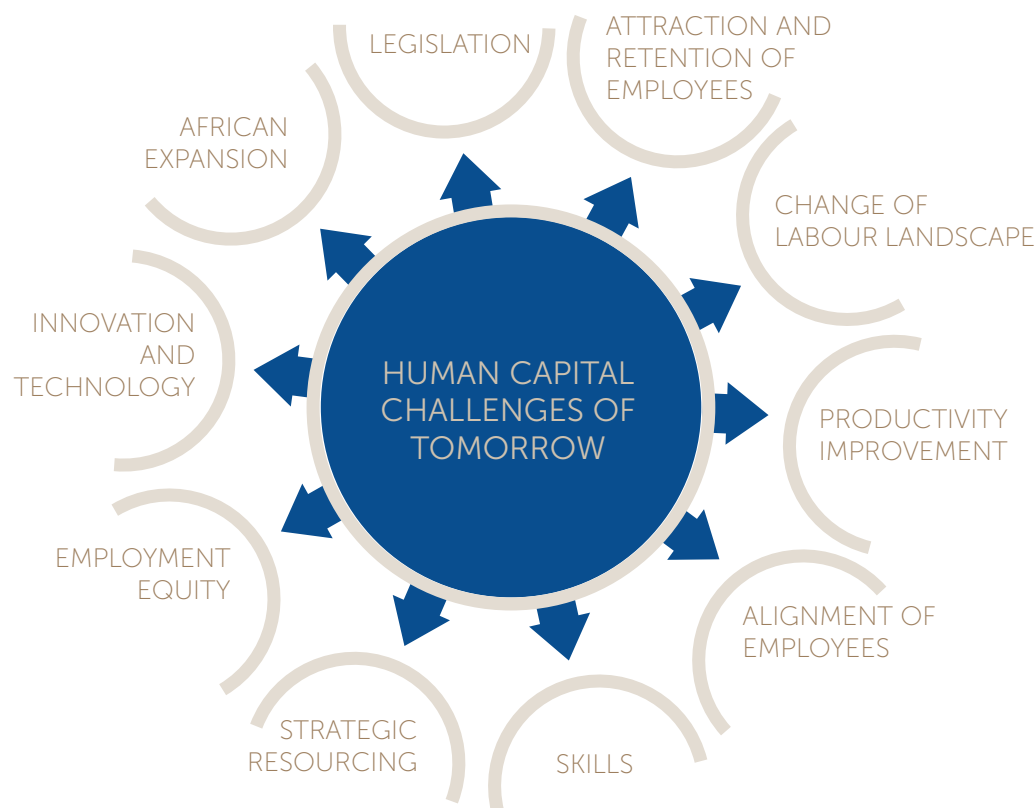 LEGISLATION
ATTRACTION AND
RETENTION OF
EMPLOYEES
AFRICAN
EXPANSION
CHANGE OF
LABOUR LANDSCAPE
INNOVATION
AND
TECHNOLOGY
HUMAN CAPITAL
CHALLENGES OF
TOMORROW
PRODUCTIVITY
IMPROVEMENT
EMPLOYMENT
EQUITY
ALIGNMENT OF
EMPLOYEES
STRATEGIC
RESOURCING
SKILLS